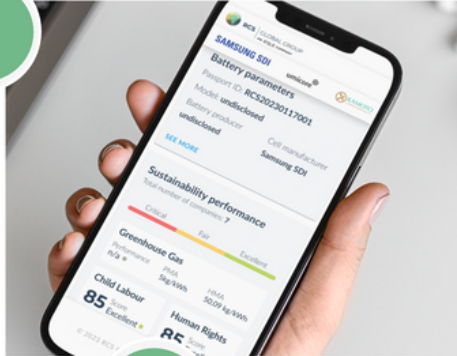 RCS GLOBAL GROUP
SAMSUNG SDI
umicore
Battery parameters
Passport ID: RCS20230117001
Model: undisclosed
Battery producer
undisclosed
Cell manufacturer
Samsung SDI
SEE MORE
Sustainability performance
Total number of companies: 7
Critical Fair Excellent
Greenhouse Gas
Performance
n/a
PMA
5kg/kWh
HMA
50.09 kg/kWh
Child Labour
85 Score
Excellent
Human Rights
85 Score
© 2023 RCS